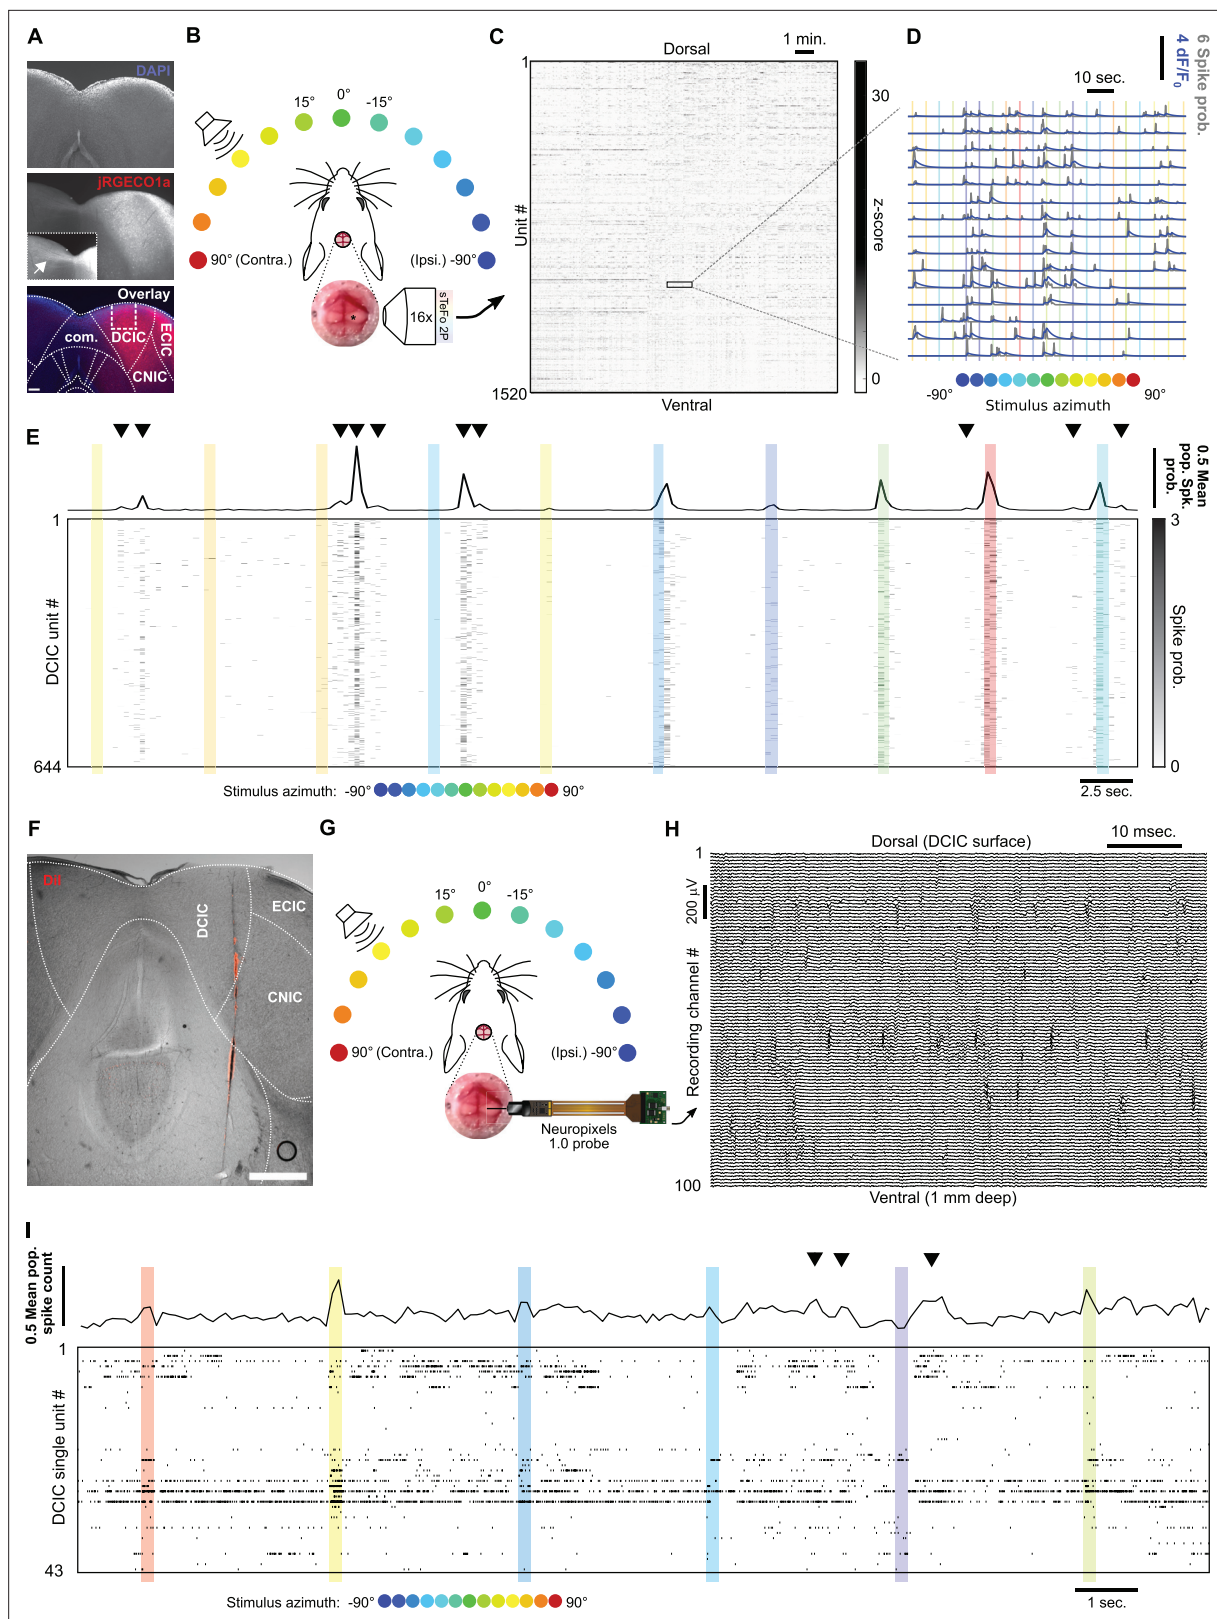 A
DAPI
jRGECO1a
Overlay
com.
DCIC
ECIC
CNIC
B
15°
0°
-15°
90° (Contra.)
(Ipsi.) -90°
16x
sTeFo 2P
C
1 min.
Dorsal
1
Unit #
1520
Ventral
30
z-score
0
D
6 Spike prob.
4 dF/F0
10 sec.
-90°
90°
Stimulus azimuth
E
0.5 Mean
pop. Spk.
prob.
1
DCIC unit #
644
3
Spike prob.
0
Stimulus azimuth: -90°
90°
2.5 sec.
F
DiI
DCIC
ECIC
CNIC
G
15°
0°
-15°
90° (Contra.)
(Ipsi.) -90°
Neuropixels
1.0 probe
H
10 msec.
Dorsal (DCIC surface)
1
200 µV
Recording channel #
100
Ventral (1 mm deep)
I
0.5 Mean pop.
spike count
1
DCIC single unit #
43
Stimulus azimuth: -90°
90°
1 sec.